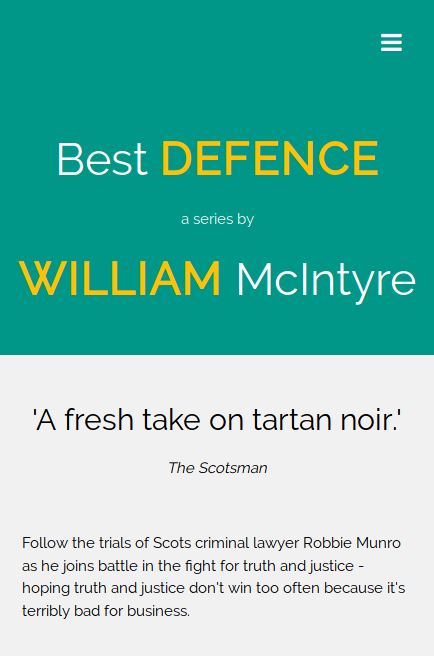 Best DEFENCE
a series by
WILLIAM McIntyre
'A fresh take on tartan noir.'
The Scotsman
Follow the trials of Scots criminal lawyer Robbie Munro
as he joins battle in the fight for truth and justice -
hoping truth and justice don't win too often because it's
terribly bad for business.